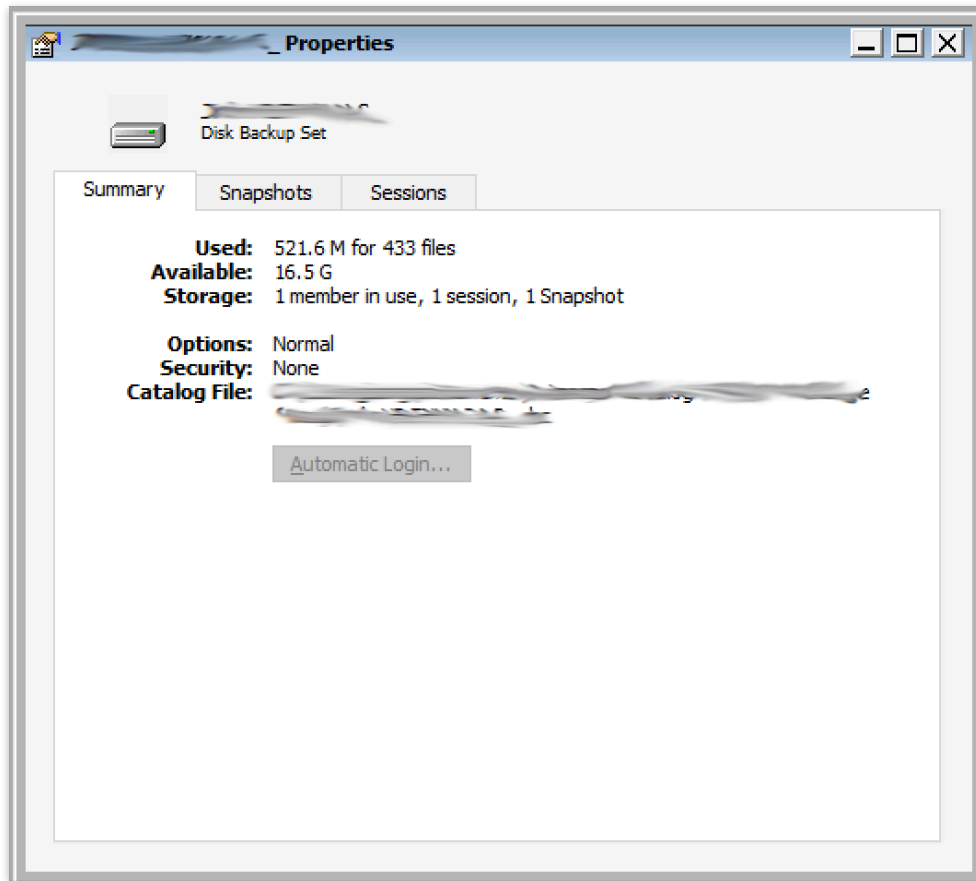 _ Properties
Disk Backup Set
Summary Snapshots Sessions
Used: 521.6 M for 433 files
Available: 16.5 G
Storage: 1 member in use, 1 session, 1 Snapshot
Options: Normal
Security: None
Catalog File:
Automatic Login...